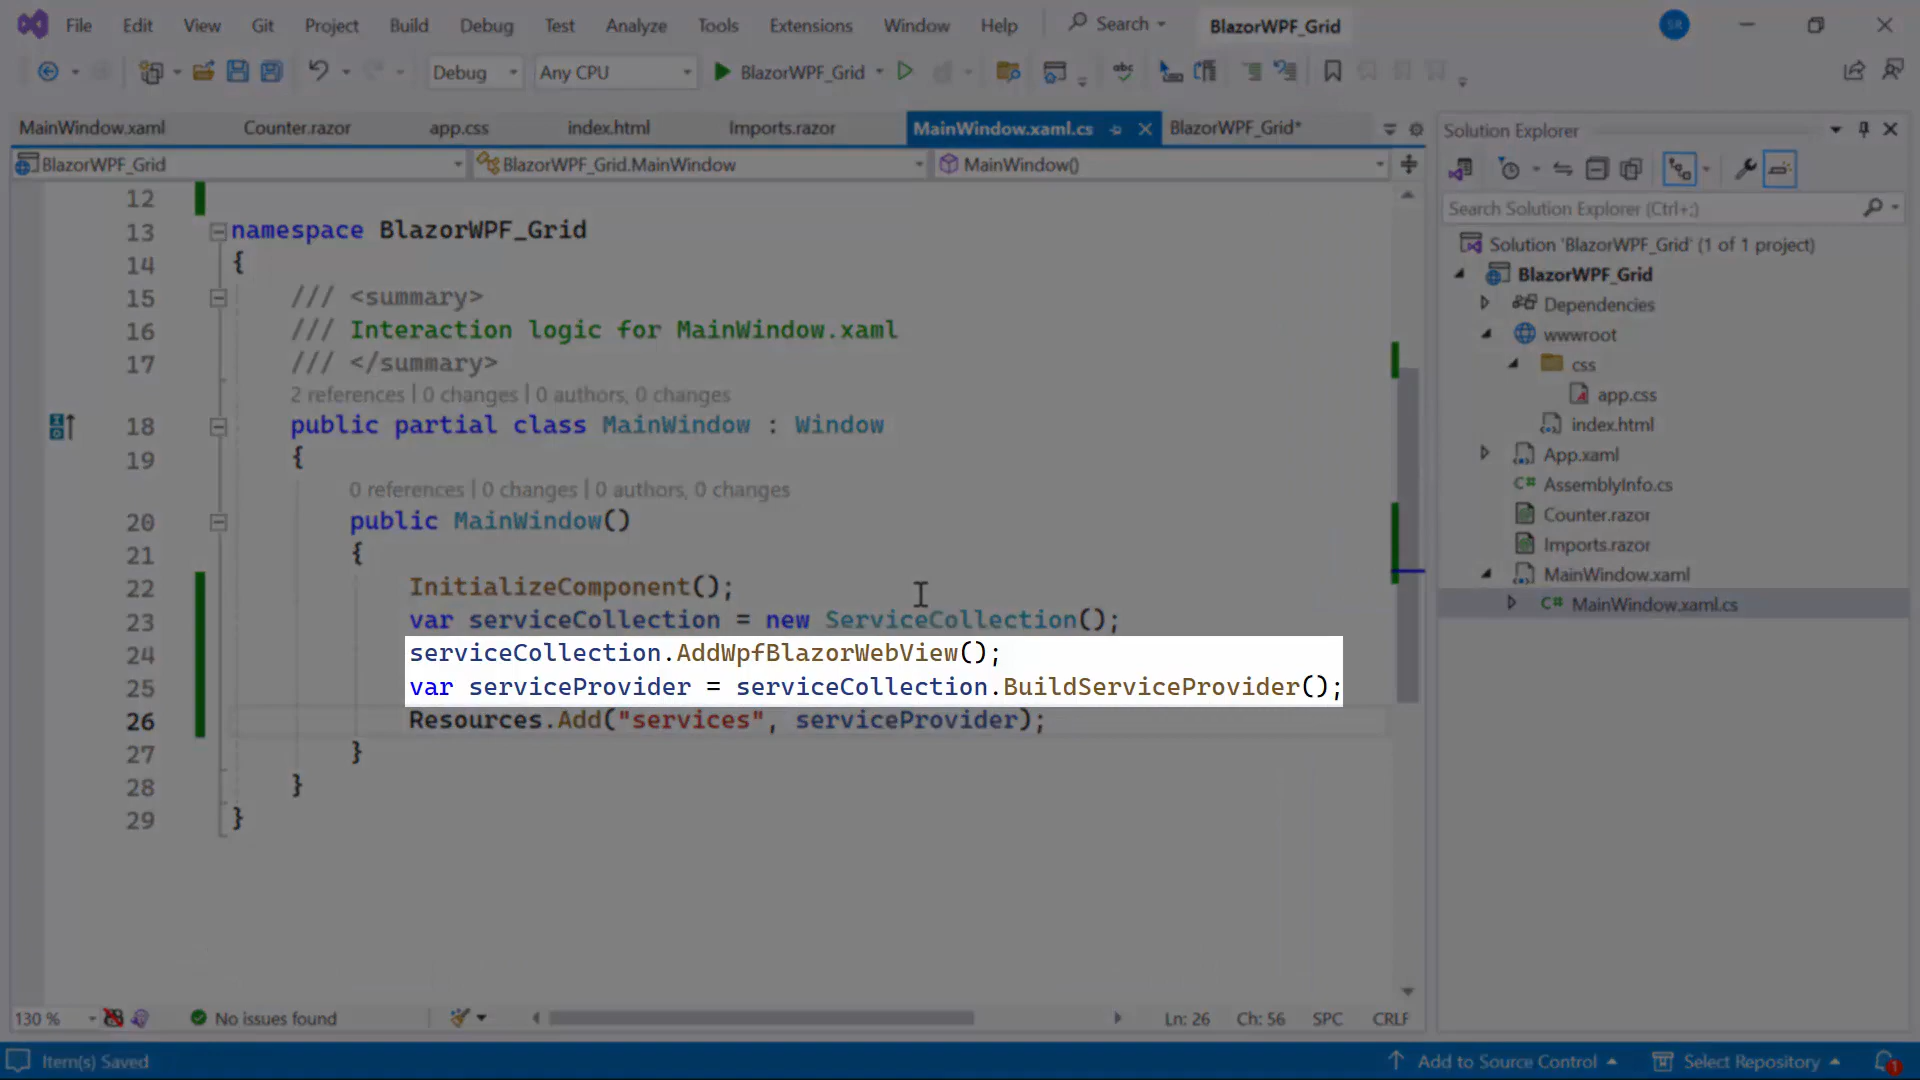 File Edit View Git Project Build Debug Test Analyze Tools Extensions Window Help Search BlazorWPF_Grid SR
Debug Any CPU BlazorWPF_Grid
MainWindow.xaml Counter.razor app.css index.html Imports.razor MainWindow.xaml.cs BlazorWPF_Grid*
BlazorWPF_Grid BlazorWPF_Grid.MainWindow MainWindow()
12
13 namespace BlazorWPF_Grid
14 {
15 /// <summary>
16 /// Interaction logic for MainWindow.xaml
17 /// </summary>
2 references | 0 changes | 0 authors, 0 changes
18 public partial class MainWindow : Window
19 {
0 references | 0 changes | 0 authors, 0 changes
20 public MainWindow()
21 {
22 InitializeComponent();
23 var serviceCollection = new ServiceCollection();
24 serviceCollection.AddWpfBlazorWebView();
25 var serviceProvider = serviceCollection.BuildServiceProvider();
26 Resources.Add("services", serviceProvider);
27 }
28 }
29 }
Solution Explorer
Search Solution Explorer (Ctrl+;)
Solution 'BlazorWPF_Grid' (1 of 1 project)
BlazorWPF_Grid
Dependencies
wwwroot
css
app.css
index.html
App.xaml
C# AssemblyInfo.cs
Counter.razor
Imports.razor
MainWindow.xaml
C# MainWindow.xaml.cs
130 % No issues found Ln: 26 Ch: 56 SPC CRLF
Item(s) Saved Add to Source Control Select Repository 1